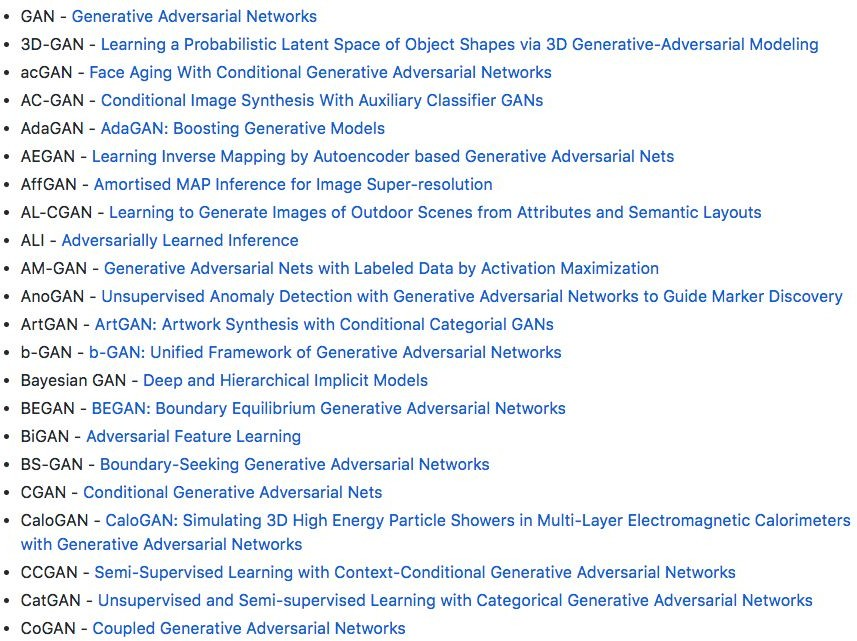 • GAN - Generative Adversarial Networks
• 3D-GAN - Learning a Probabilistic Latent Space of Object Shapes via 3D Generative-Adversarial Modeling
• acGAN - Face Aging With Conditional Generative Adversarial Networks
• AC-GAN - Conditional Image Synthesis With Auxiliary Classifier GANs
• AdaGAN - AdaGAN: Boosting Generative Models
• AEGAN - Learning Inverse Mapping by Autoencoder based Generative Adversarial Nets
• AffGAN - Amortised MAP Inference for Image Super-resolution
• AL-CGAN - Learning to Generate Images of Outdoor Scenes from Attributes and Semantic Layouts
• ALI - Adversarially Learned Inference
• AM-GAN - Generative Adversarial Nets with Labeled Data by Activation Maximization
• AnoGAN - Unsupervised Anomaly Detection with Generative Adversarial Networks to Guide Marker Discovery
• ArtGAN - ArtGAN: Artwork Synthesis with Conditional Categorial GANs
• b-GAN - b-GAN: Unified Framework of Generative Adversarial Networks
• Bayesian GAN - Deep and Hierarchical Implicit Models
• BEGAN - BEGAN: Boundary Equilibrium Generative Adversarial Networks
• BiGAN - Adversarial Feature Learning
• BS-GAN - Boundary-Seeking Generative Adversarial Networks
• CGAN - Conditional Generative Adversarial Nets
• CaloGAN - CaloGAN: Simulating 3D High Energy Particle Showers in Multi-Layer Electromagnetic Calorimeters
with Generative Adversarial Networks
• CCGAN - Semi-Supervised Learning with Context-Conditional Generative Adversarial Networks
• CatGAN - Unsupervised and Semi-supervised Learning with Categorical Generative Adversarial Networks
• CoGAN - Coupled Generative Adversarial Networks